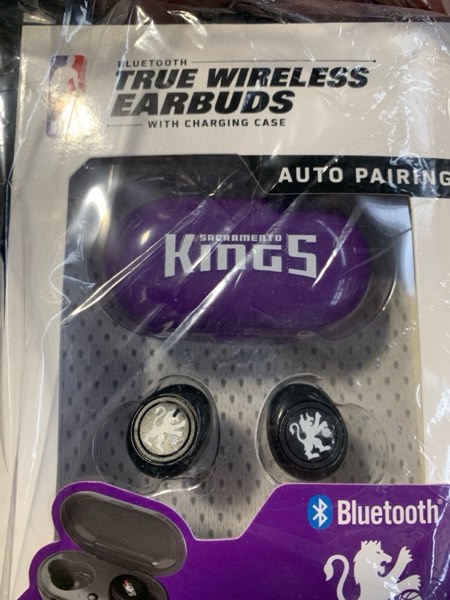 BLUETOOTH
TRUE WIRELESS
EARBUDS
WITH CHARGING CASE
AUTO PAIRING
SACRAMENTO
KINGS
Bluetooth